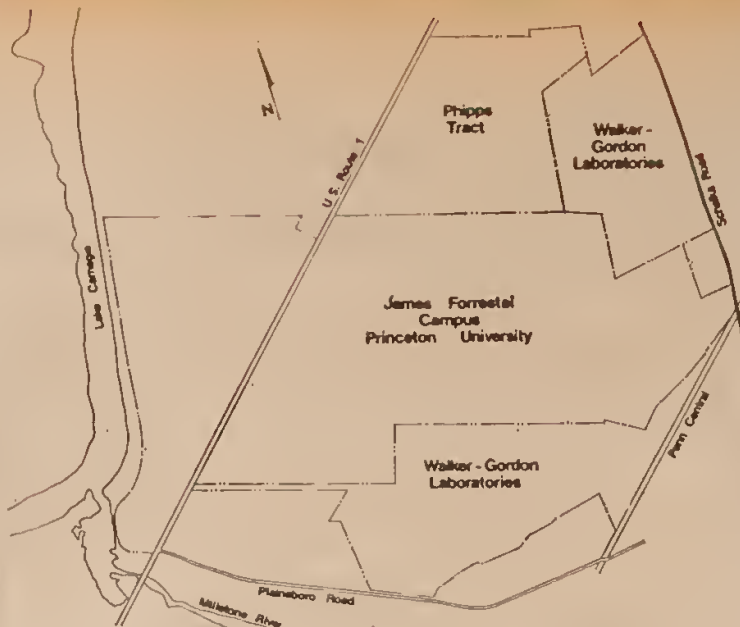 Phipps
Tract
Walker -
Gordon
Laboratories
N
U.S. Route 1
Schalks Road
Lake Carnegie
James Forrestal
Campus
Princeton University
Penn Central
Walker - Gordon
Laboratories
Plainsboro Road
Millstone River